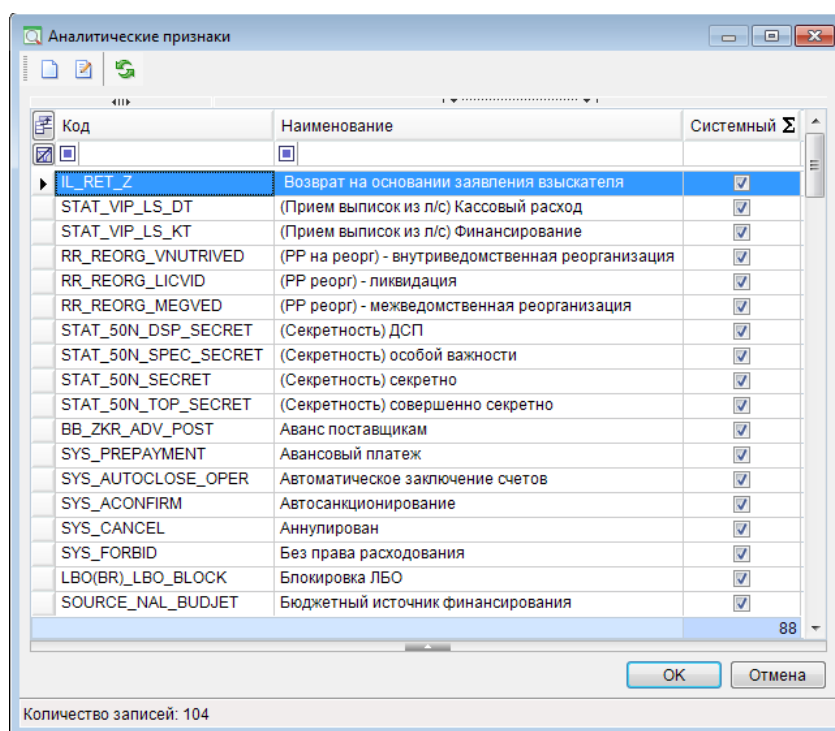 Аналитические признаки
Код Наименование Системный Σ
IL_RET_Z Возврат на основании заявления взыскателя
STAT_VIP_LS_DT (Прием выписок из л/с) Кассовый расход
STAT_VIP_LS_KT (Прием выписок из л/с) Финансирование
RR_REORG_VNUTRIVED (РР на реорг) - внутриведомственная реорганизация
RR_REORG_LICVID (РР реорг) - ликвидация
RR_REORG_MEGVED (РР реорг) - межведомственная реорганизация
STAT_50N_DSP_SECRET (Секретность) ДСП
STAT_50N_SPEC_SECRET (Секретность) особой важности
STAT_50N_SECRET (Секретность) секретно
STAT_50N_TOP_SECRET (Секретность) совершенно секретно
BB_ZKR_ADV_POST Аванс поставщикам
SYS_PREPAYMENT Авансовый платеж
SYS_AUTOCLOSE_OPER Автоматическое заключение счетов
SYS_ACONFIRM Автосанкционирование
SYS_CANCEL Аннулирован
SYS_FORBID Без права расходования
LBO(BR)_LBO_BLOCK Блокировка ЛБО
SOURCE_NAL_BUDJET Бюджетный источник финансирования
88
OK Отмена
Количество записей: 104